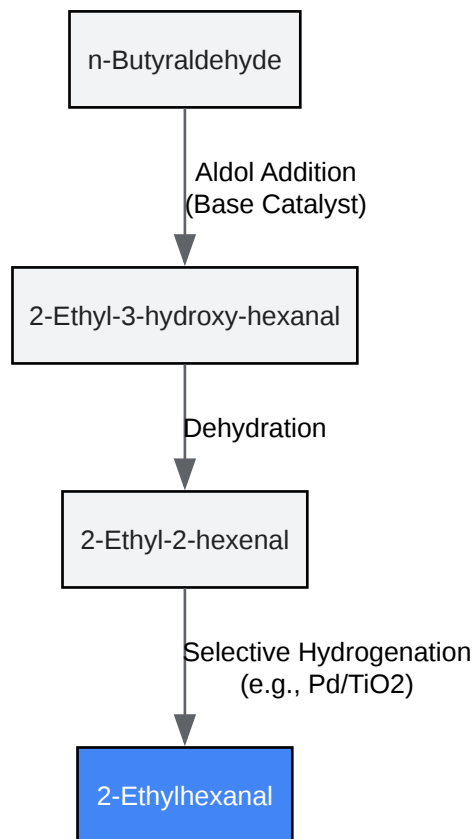 n-Butyraldehyde
Aldol Addition
(Base Catalyst)
2-Ethyl-3-hydroxy-hexanal
Dehydration
2-Ethyl-2-hexenal
Selective Hydrogenation
(e.g., Pd/TiO2)
2-Ethylhexanal